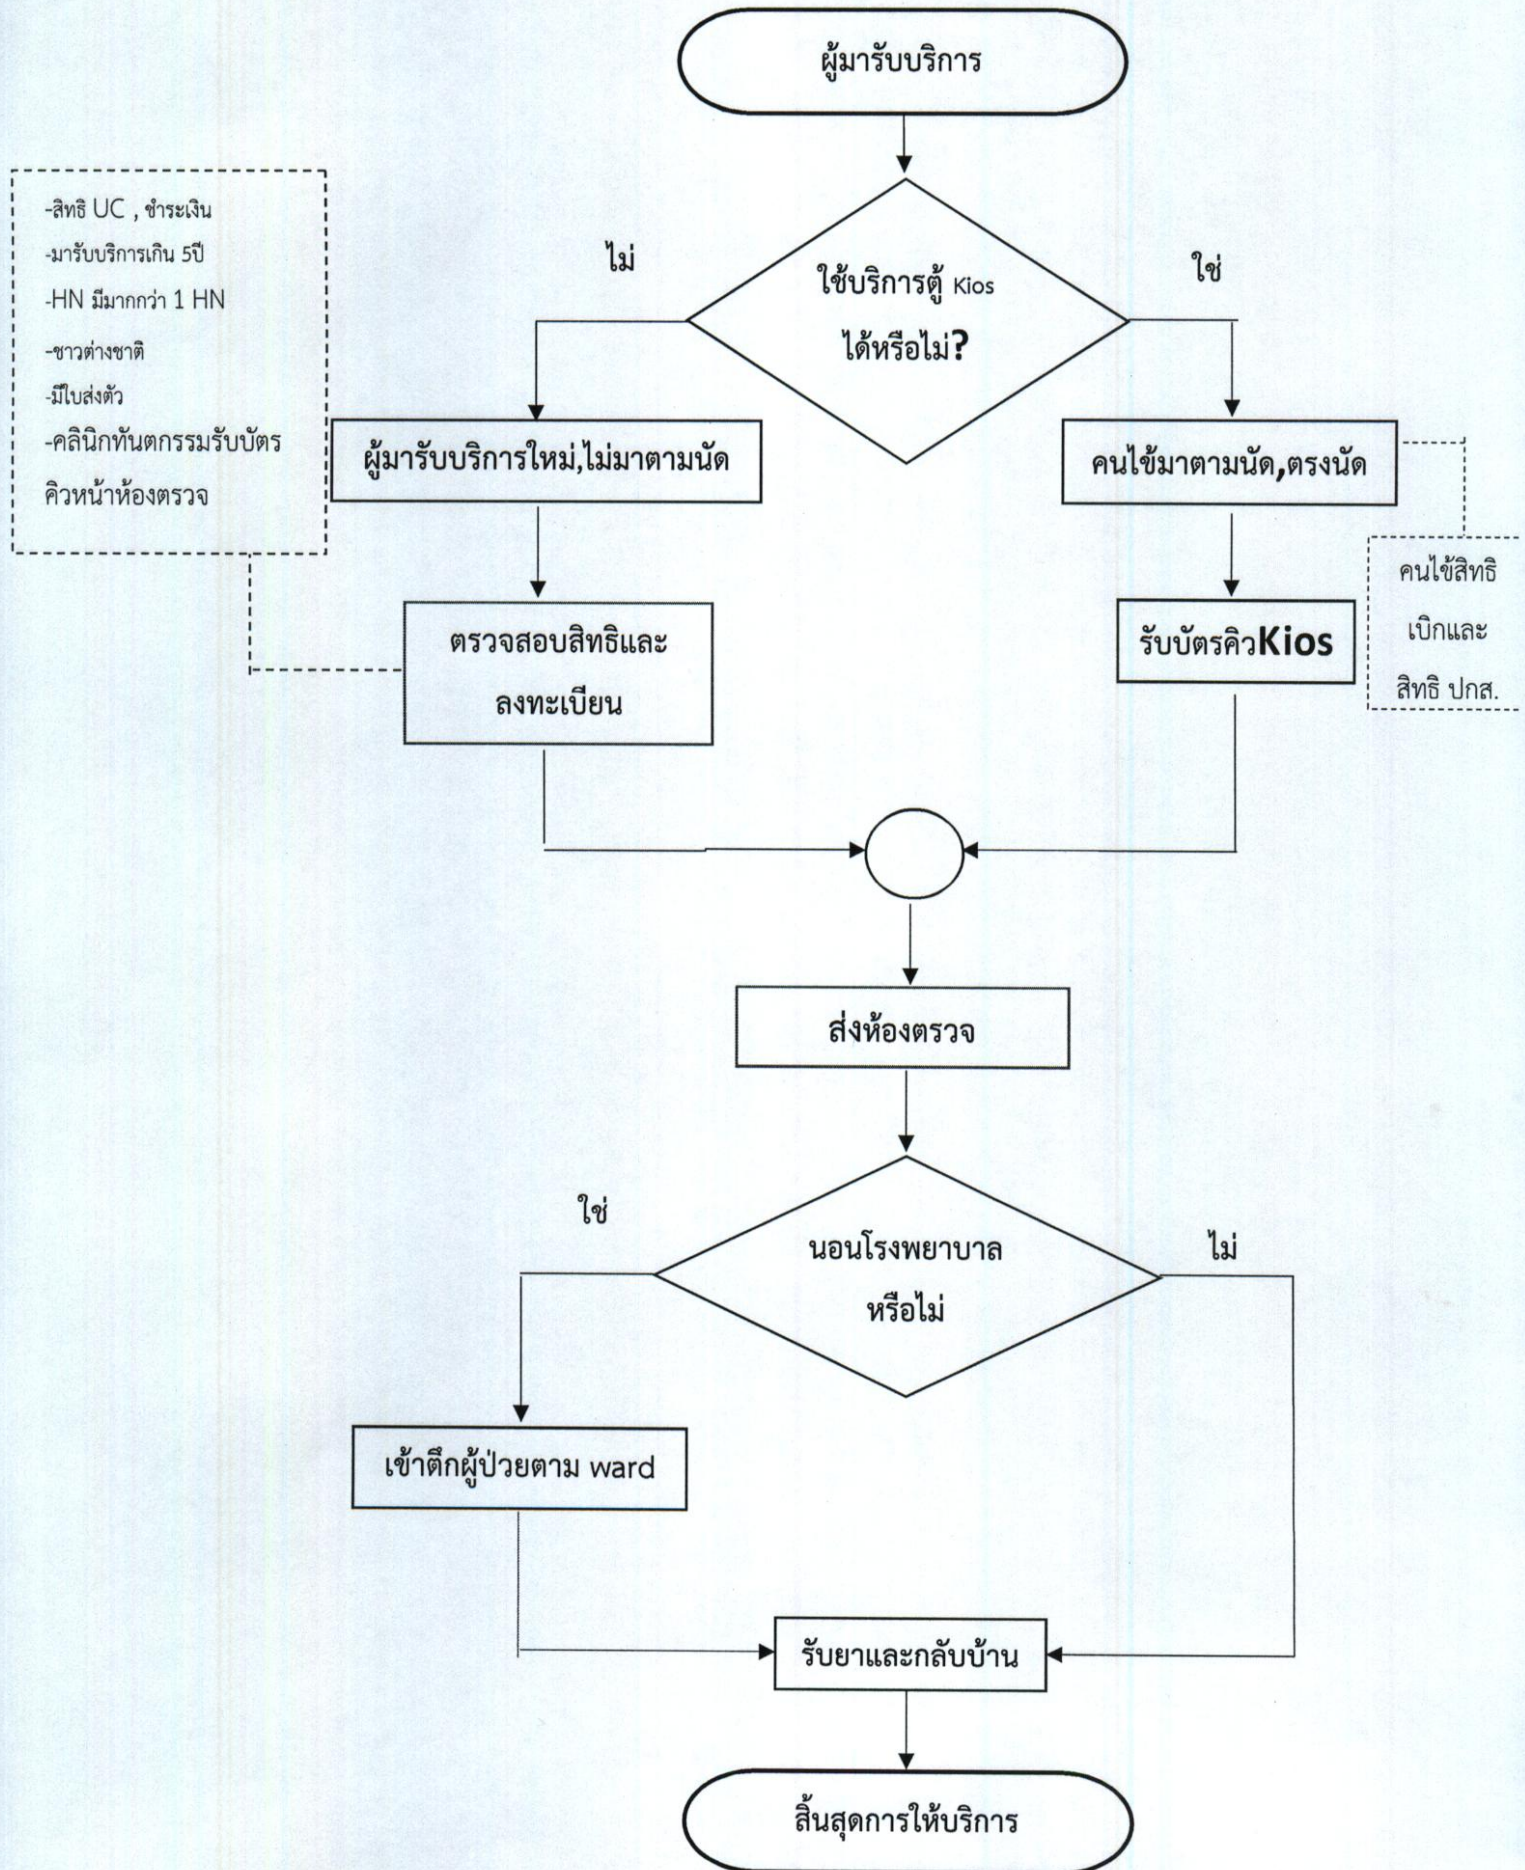 ผู้มารับบริการ
-สิทธิ UC , ชำระเงิน
-มารับบริการเกิน 5ปี
-HN มีมากกว่า 1 HN
-ชาวต่างชาติ
-มีใบส่งตัว
-คลินิกทันตกรรมรับบัตร
คิวหน้าห้องตรวจ
ไม่
ใช้บริการตู้ Kios
ได้หรือไม่?
ใช่
ผู้มารับบริการใหม่,ไม่มาตามนัด
คนไข้มาตามนัด,ตรงนัด
ตรวจสอบสิทธิและ
ลงทะเบียน
รับบัตรคิวKios
คนไข้สิทธิ
เบิกและ
สิทธิ ปกส.
ส่งห้องตรวจ
ใช่
นอนโรงพยาบาล
หรือไม่
ไม่
เข้าตึกผู้ป่วยตาม ward
รับยาและกลับบ้าน
สิ้นสุดการให้บริการ